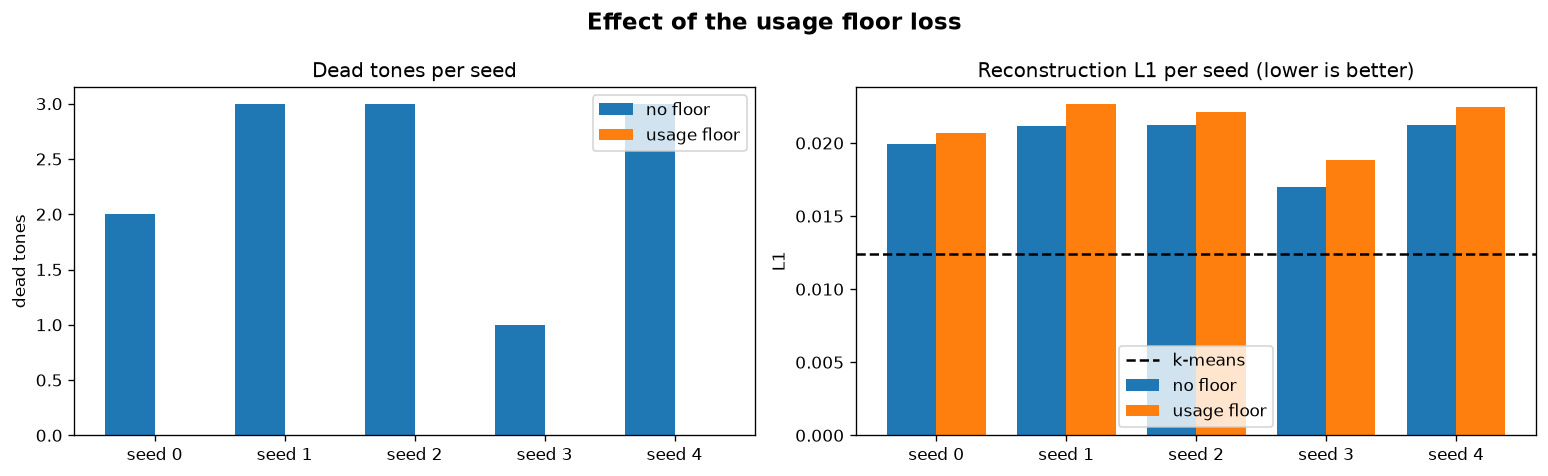 Effect of the usage floor loss
Dead tones per seed
dead tones
3.0
2.5
2.0
1.5
1.0
0.5
0.0
no floor
usage floor
seed 0
seed 1
seed 2
seed 3
seed 4
Reconstruction L1 per seed (lower is better)
L1
0.020
0.015
0.010
0.005
0.000
k-means
no floor
usage floor
seed 0
seed 1
seed 2
seed 3
seed 4